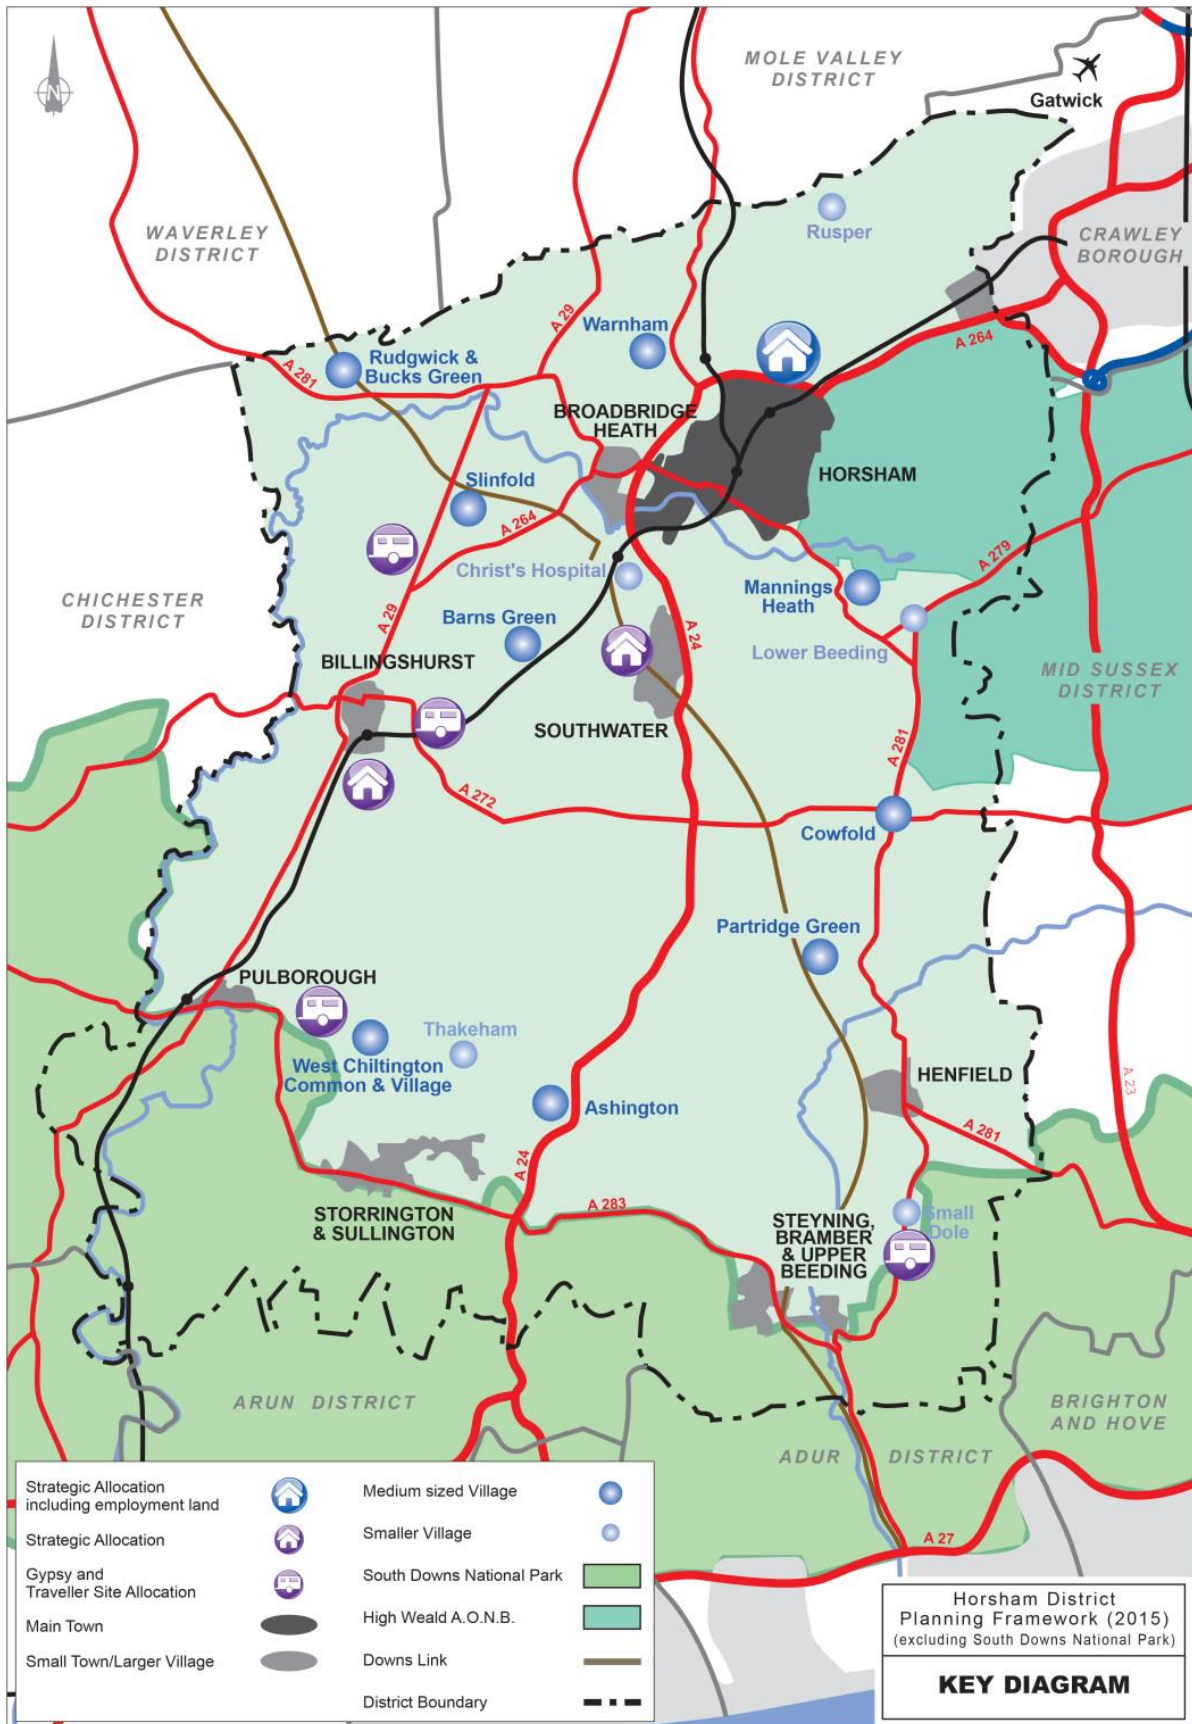 MOLE VALLEY
DISTRICT
Gatwick
N
WAVERLEY
DISTRICT
Rusper
CRAWLEY
BOROUGH
A 29
Warnham
A 264
Rudgwick &
Bucks Green
A 281
BROADBRIDGE
HEATH
HORSHAM
Slinfold
A 264
A 279
Christ's Hospital
Mannings
Heath
CHICHESTER
DISTRICT
A 29
Barns Green
A 24
Lower Beeding
BILLINGSHURST
MID SUSSEX
DISTRICT
SOUTHWATER
A 281
A 272
Cowfold
Partridge Green
PULBOROUGH
Thakeham
West Chiltington
Common & Village
HENFIELD
A 23
Ashington
A 281
A 24
A 283
STORRINGTON
& SULLINGTON
STEYNING,
BRAMBER
& UPPER
BEEDING
Small
Dole
ARUN DISTRICT
BRIGHTON
AND HOVE
ADUR DISTRICT
A 27
Strategic Allocation
including employment land
Strategic Allocation
Gypsy and
Traveller Site Allocation
Main Town
Small Town/Larger Village
Medium sized Village
Smaller Village
South Downs National Park
High Weald A.O.N.B.
Downs Link
District Boundary
Horsham District
Planning Framework (2015)
(excluding South Downs National Park)
KEY DIAGRAM